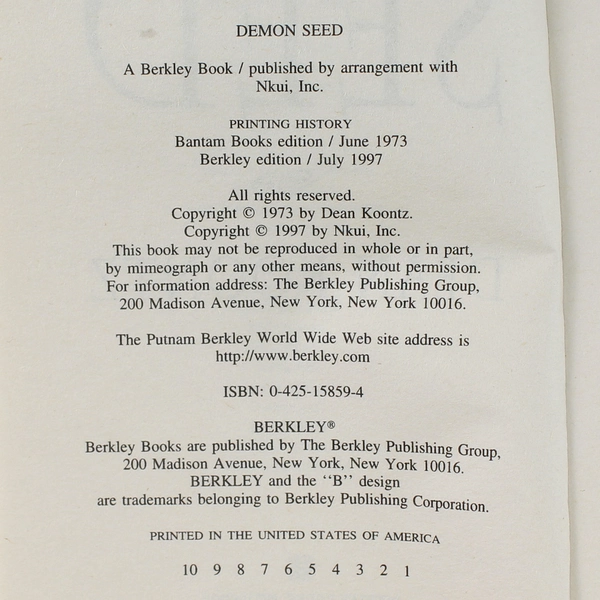 DEMON SEED
A Berkley Book / published by arrangement with
Nkui, Inc.
PRINTING HISTORY
Bantam Books edition / June 1973
Berkley edition / July 1997
All rights reserved.
Copyright © 1973 by Dean Koontz.
Copyright © 1997 by Nkui, Inc.
This book may not be reproduced in whole or in part,
by mimeograph or any other means, without permission.
For information address: The Berkley Publishing Group,
200 Madison Avenue, New York, New York 10016.
The Putnam Berkley World Wide Web site address is
http://www.berkley.com
ISBN: 0-425-15859-4
BERKLEY®
Berkley Books are published by The Berkley Publishing Group,
200 Madison Avenue, New York, New York 10016.
BERKLEY and the ‘‘B’’ design
are trademarks belonging to Berkley Publishing Corporation.
PRINTED IN THE UNITED STATES OF AMERICA
10 9 8 7 6 5 4 3 2 1